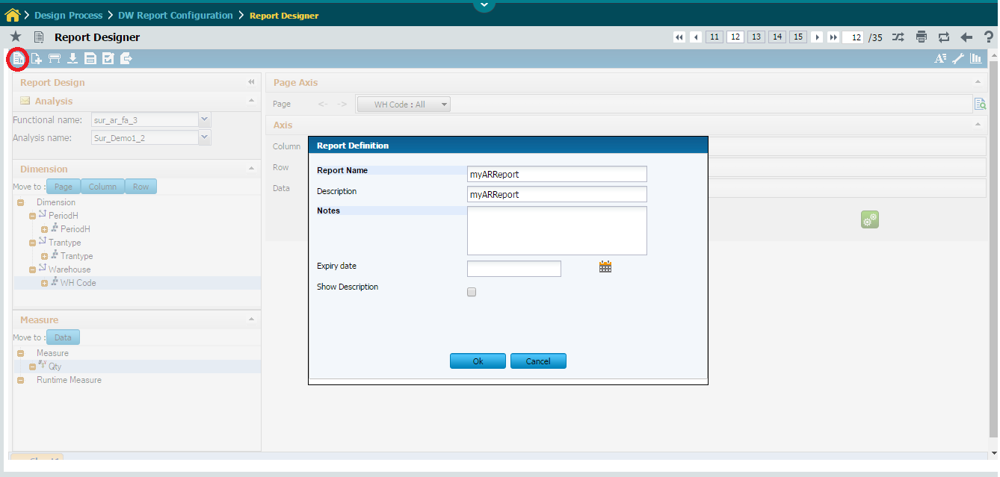 Design Process > DW Report Configuration > Report Designer
Report Designer
11 12 13 14 15 12 /35 ?
Report Design
Analysis
Functional name: sur_ar_fa_3
Analysis name: Sur_Demo1_2
Dimension
Move to : Page Column Row
Dimension
PeriodH
PeriodH
Trantype
Trantype
Warehouse
WH Code
Measure
Move to : Data
Measure
Qty
Runtime Measure
Page Axis
Page <- -> WH Code : All
Axis
Column
Row
Data
Report Definition
Report Name myARReport
Description myARReport
Notes
Expiry date
Show Description
Ok Cancel